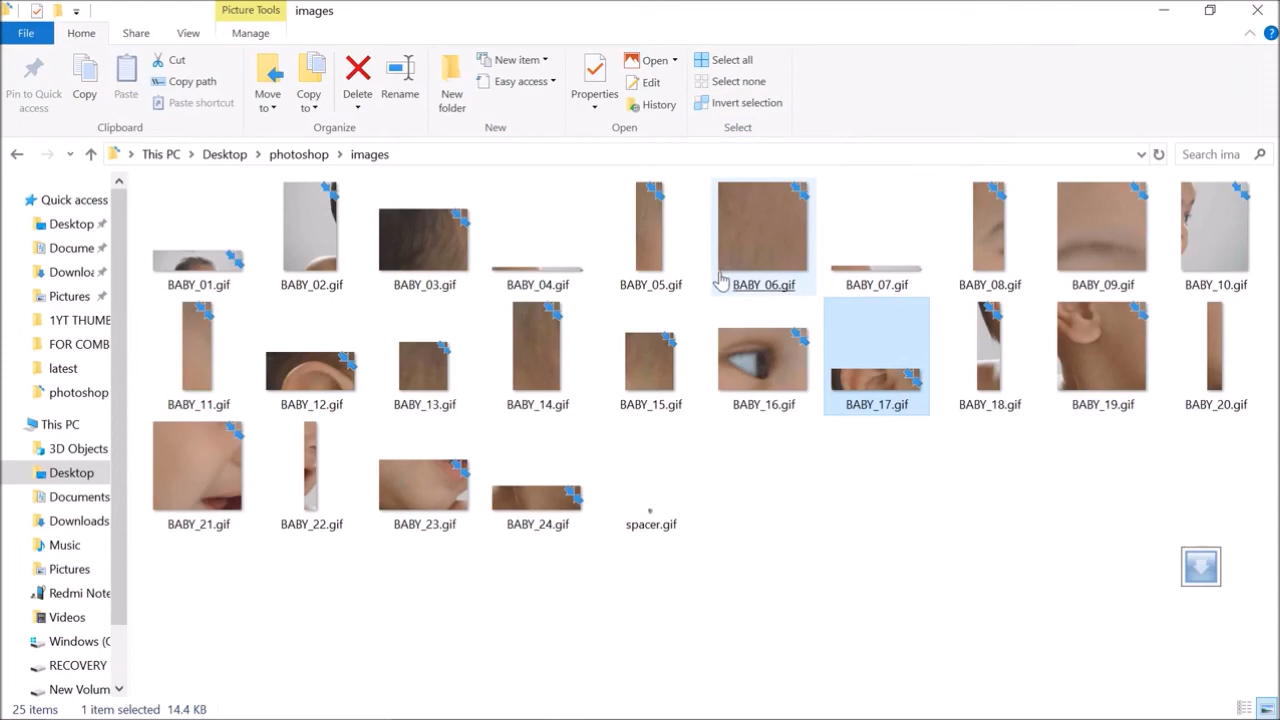 Picture Tools
images
File
Home
Share
View
Manage
Pin to Quick access
Copy
Paste
Cut
Copy path
Paste shortcut
Clipboard
Move to
Copy to
Delete
Rename
Organize
New folder
New item
Easy access
New
Properties
Open
Edit
History
Open
Select all
Select none
Invert selection
Select
This PC
Desktop
photoshop
images
Search ima
Quick access
Desktop
Docume
Downloa
Pictures
1YT THUME
FOR COMB
latest
photoshop
This PC
3D Objects
Desktop
Documents
Downloads
Music
Pictures
Redmi Note
Videos
Windows (C
RECOVERY
New Volum
BABY_01.gif
BABY_02.gif
BABY_03.gif
BABY_04.gif
BABY_05.gif
BABY_06.gif
BABY_07.gif
BABY_08.gif
BABY_09.gif
BABY_10.gif
BABY_11.gif
BABY_12.gif
BABY_13.gif
BABY_14.gif
BABY_15.gif
BABY_16.gif
BABY_17.gif
BABY_18.gif
BABY_19.gif
BABY_20.gif
BABY_21.gif
BABY_22.gif
BABY_23.gif
BABY_24.gif
spacer.gif
25 items
1 item selected 14.4 KB